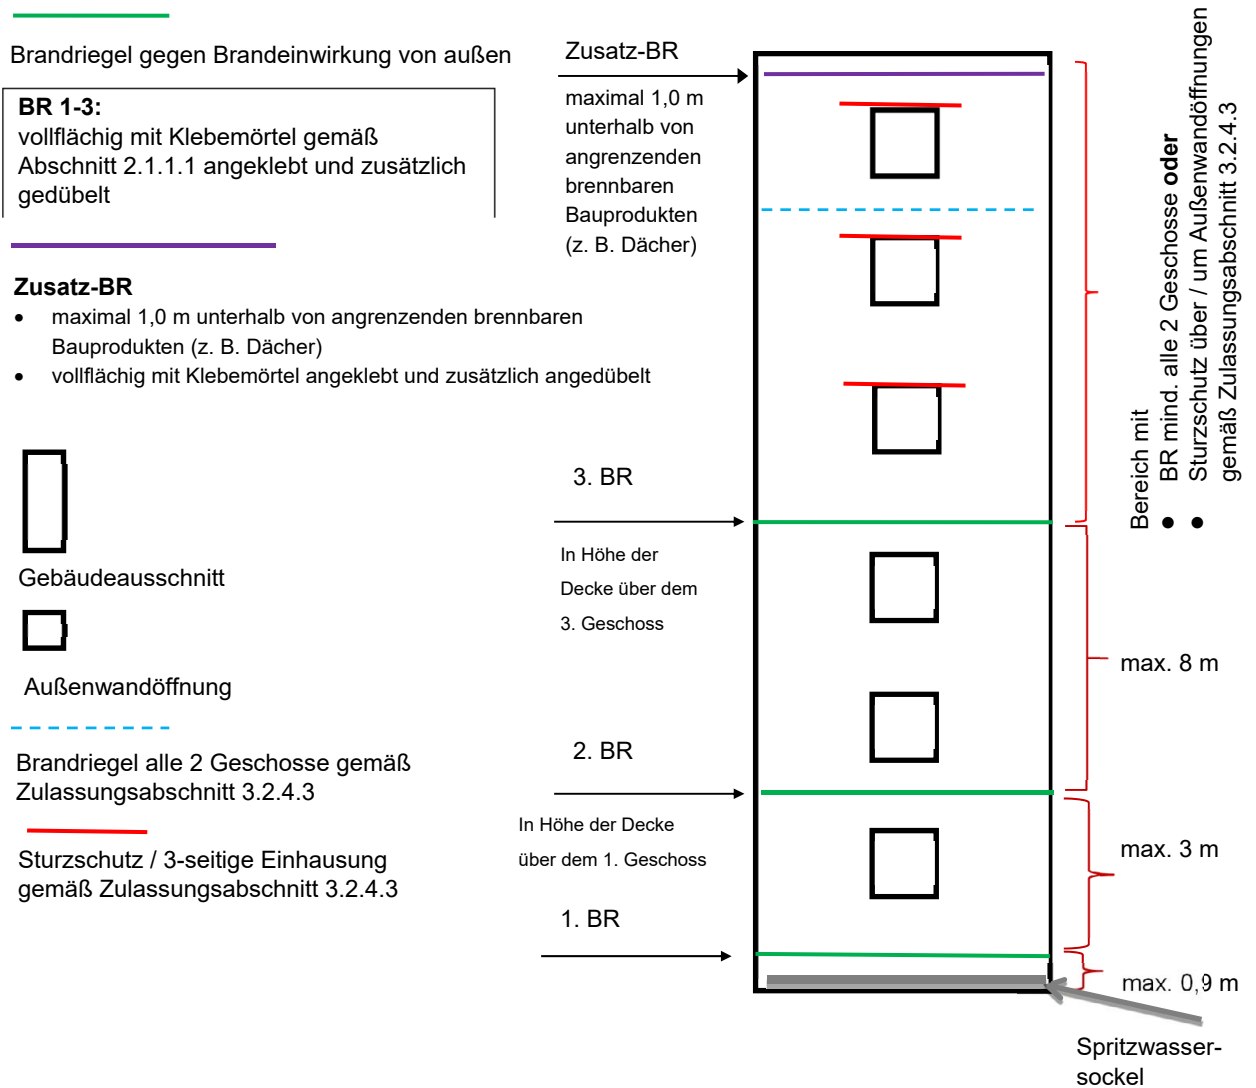 Brandriegel gegen Brandeinwirkung von außen
BR 1-3:
vollflächig mit Klebemörtel gemäß
Abschnitt 2.1.1.1 angeklebt und zusätzlich
gedübelt
Zusatz-BR
• maximal 1,0 m unterhalb von angrenzenden brennbaren
Bauprodukten (z. B. Dächer)
• vollflächig mit Klebemörtel angeklebt und zusätzlich angedübelt
Gebäudeausschnitt
Außenwandöffnung
Brandriegel alle 2 Geschosse gemäß
Zulassungsabschnitt 3.2.4.3
Sturzschutz / 3-seitige Einhausung
gemäß Zulassungsabschnitt 3.2.4.3
Zusatz-BR
maximal 1,0 m
unterhalb von
angrenzenden
brennbaren
Bauprodukten
(z. B. Dächer)
3. BR
In Höhe der
Decke über dem
3. Geschoss
2. BR
In Höhe der Decke
über dem 1. Geschoss
1. BR
Bereich mit
• BR mind. alle 2 Geschosse oder
• Sturzschutz über / um Außenwandöffnungen
gemäß Zulassungsabschnitt 3.2.4.3
max. 8 m
max. 3 m
max. 0,9 m
Spritzwasser-
sockel